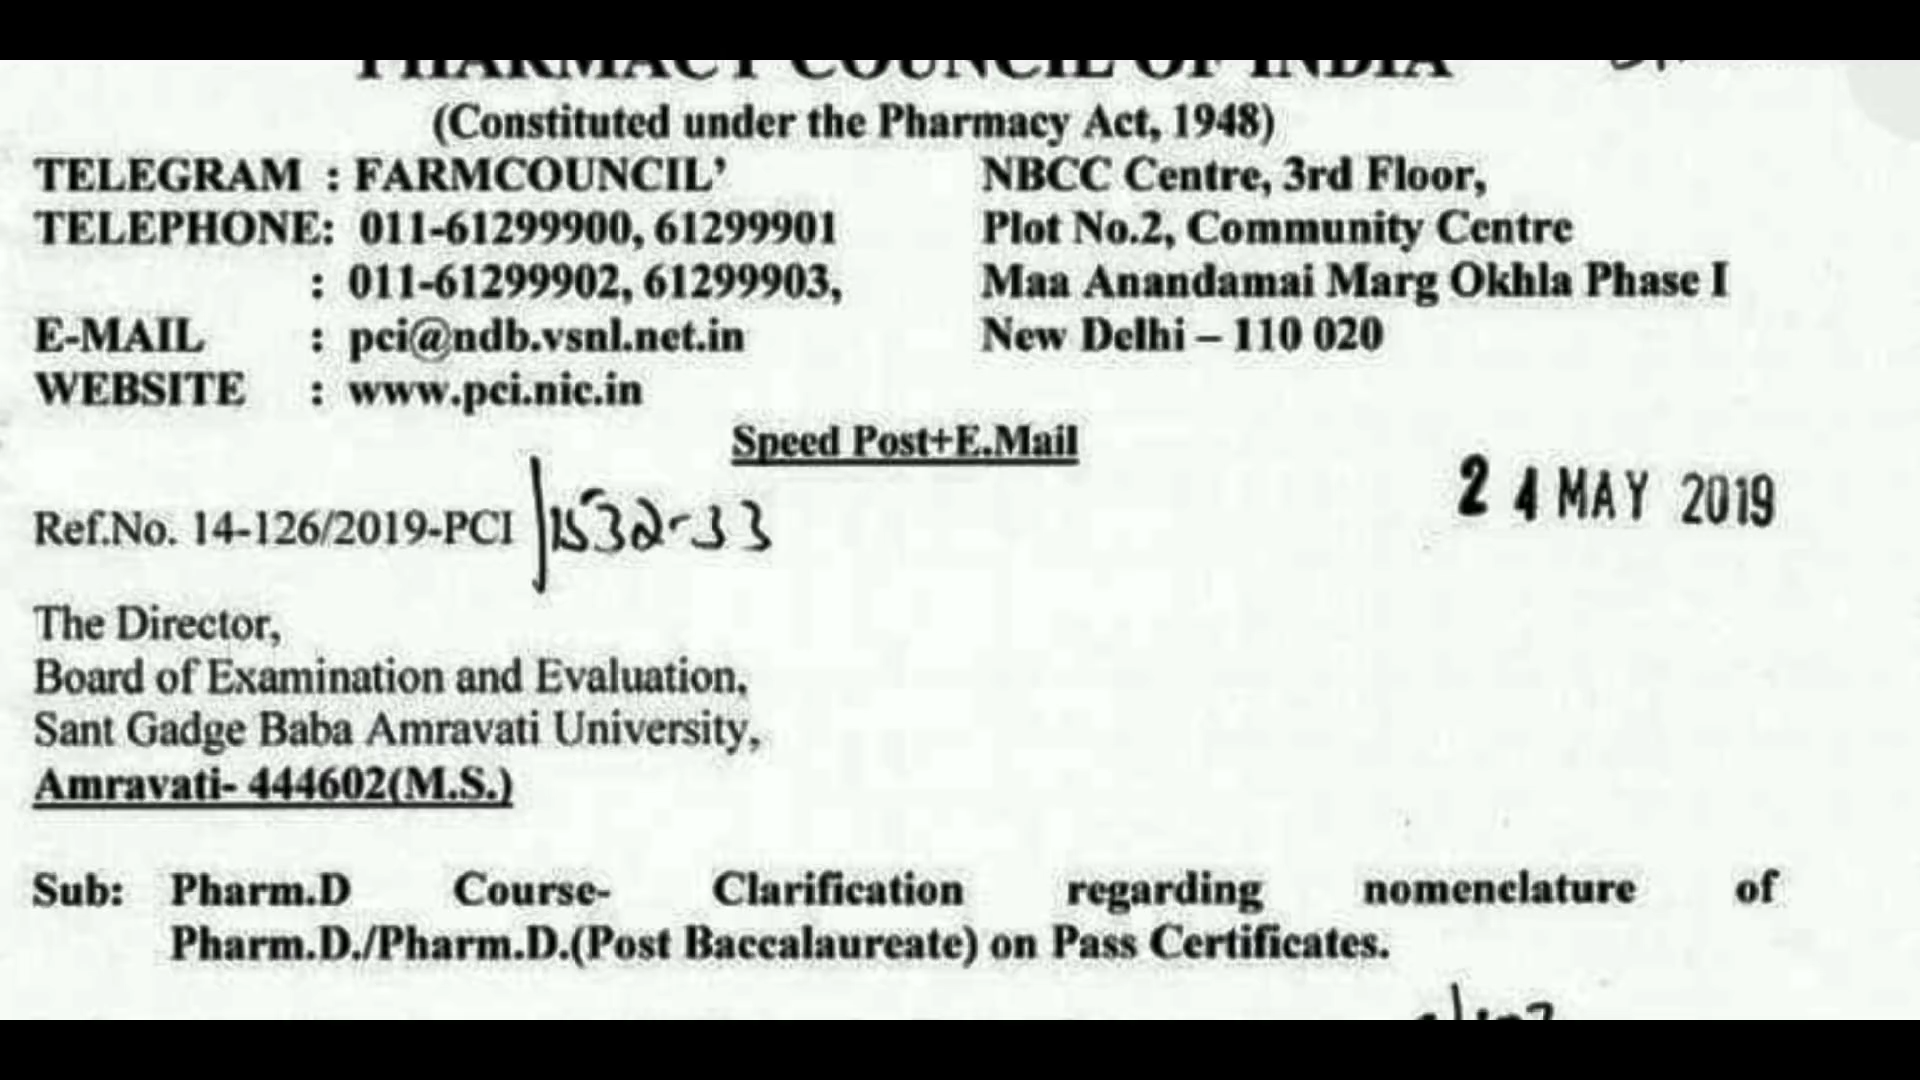 PHARMACY COUNCIL OF INDIA
(Constituted under the Pharmacy Act, 1948)
TELEGRAM : FARMCOUNCIL’ NBCC Centre, 3rd Floor,
TELEPHONE: 011-61299900, 61299901 Plot No.2, Community Centre
: 011-61299902, 61299903, Maa Anandamai Marg Okhla Phase I
E-MAIL : pci@ndb.vsnl.net.in New Delhi – 110 020
WEBSITE : www.pci.nic.in
Speed Post+E.Mail
24 MAY 2019
Ref.No. 14-126/2019-PCI /1532-33
The Director,
Board of Examination and Evaluation,
Sant Gadge Baba Amravati University,
Amravati- 444602(M.S.)
Sub: Pharm.D Course- Clarification regarding nomenclature of
Pharm.D./Pharm.D.(Post Baccalaureate) on Pass Certificates.